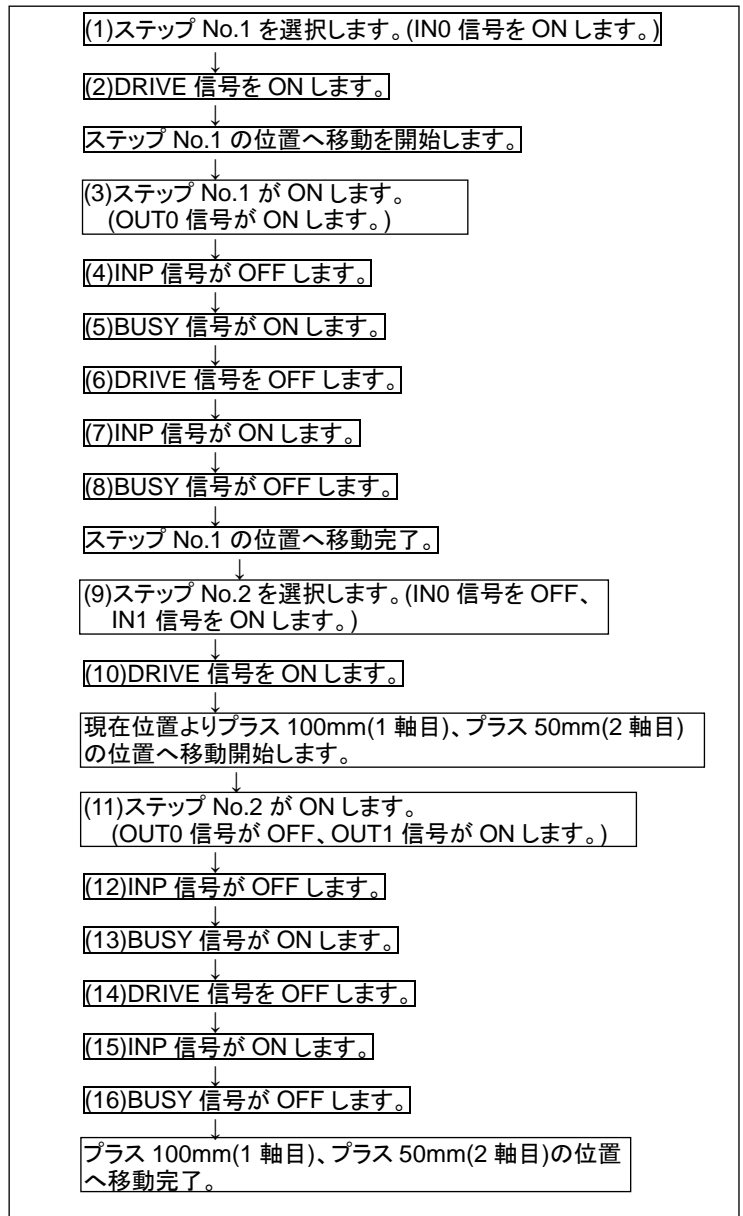 (1)ステップ No.1 を選択します。(IN0 信号を ON します。)
↓
(2)DRIVE 信号を ON します。
↓
ステップ No.1 の位置へ移動を開始します。
↓
(3)ステップ No.1 が ON します。
(OUT0 信号が ON します。)
↓
(4)INP 信号が OFF します。
↓
(5)BUSY 信号が ON します。
↓
(6)DRIVE 信号を OFF します。
↓
(7)INP 信号が ON します。
↓
(8)BUSY 信号が OFF します。
↓
ステップ No.1 の位置へ移動完了。
↓
(9)ステップ No.2 を選択します。(IN0 信号を OFF、
IN1 信号を ON します。)
↓
(10)DRIVE 信号を ON します。
↓
現在位置よりプラス 100mm(1 軸目)、プラス 50mm(2 軸目)
の位置へ移動開始します。
↓
(11)ステップ No.2 が ON します。
(OUT0 信号が OFF、OUT1 信号が ON します。)
↓
(12)INP 信号が OFF します。
↓
(13)BUSY 信号が ON します。
↓
(14)DRIVE 信号を OFF します。
↓
(15)INP 信号が ON します。
↓
(16)BUSY 信号が OFF します。
↓
プラス 100mm(1 軸目)、プラス 50mm(2 軸目)の位置
へ移動完了。